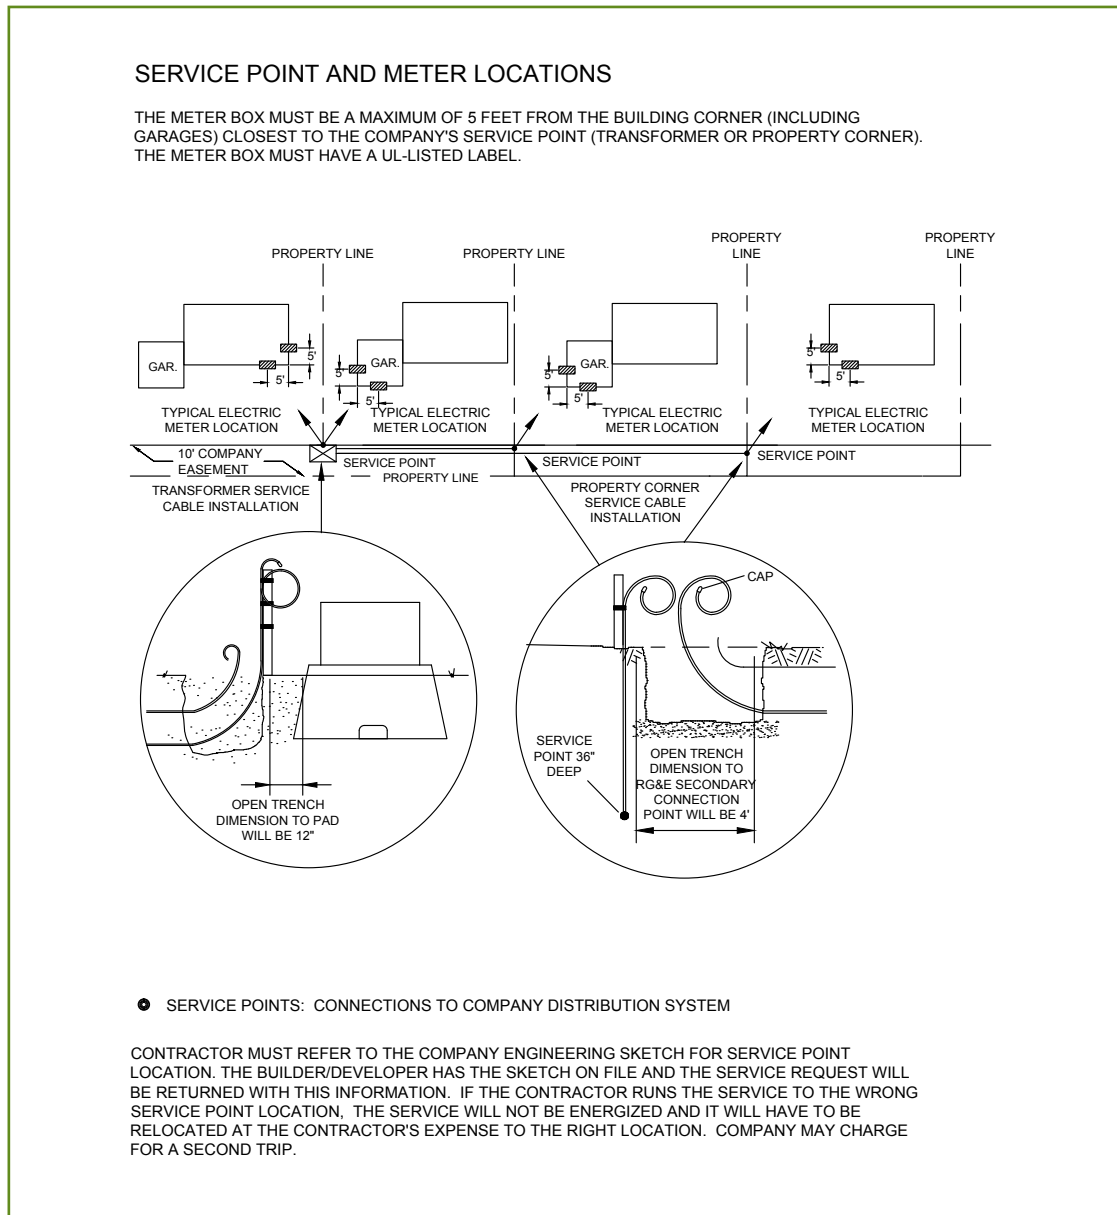 SERVICE POINT AND METER LOCATIONS
THE METER BOX MUST BE A MAXIMUM OF 5 FEET FROM THE BUILDING CORNER (INCLUDING
GARAGES) CLOSEST TO THE COMPANY'S SERVICE POINT (TRANSFORMER OR PROPERTY CORNER).
THE METER BOX MUST HAVE A UL-LISTED LABEL.
PROPERTY LINE
PROPERTY LINE
PROPERTY
LINE
PROPERTY
LINE
GAR.
5'
5'
GAR.
5'
5'
GAR.
5'
5'
5'
5'
TYPICAL ELECTRIC
METER LOCATION
TYPICAL ELECTRIC
METER LOCATION
TYPICAL ELECTRIC
METER LOCATION
TYPICAL ELECTRIC
METER LOCATION
10' COMPANY
EASEMENT
SERVICE POINT
SERVICE POINT
SERVICE POINT
PROPERTY LINE
TRANSFORMER SERVICE
CABLE INSTALLATION
PROPERTY CORNER
SERVICE CABLE
INSTALLATION
CAP
OPEN TRENCH
DIMENSION TO PAD
WILL BE 12"
SERVICE
POINT 36"
DEEP
OPEN TRENCH
DIMENSION TO
RG&E SECONDARY
CONNECTION
POINT WILL BE 4'
SERVICE POINTS: CONNECTIONS TO COMPANY DISTRIBUTION SYSTEM
CONTRACTOR MUST REFER TO THE COMPANY ENGINEERING SKETCH FOR SERVICE POINT
LOCATION. THE BUILDER/DEVELOPER HAS THE SKETCH ON FILE AND THE SERVICE REQUEST WILL
BE RETURNED WITH THIS INFORMATION. IF THE CONTRACTOR RUNS THE SERVICE TO THE WRONG
SERVICE POINT LOCATION, THE SERVICE WILL NOT BE ENERGIZED AND IT WILL HAVE TO BE
RELOCATED AT THE CONTRACTOR'S EXPENSE TO THE RIGHT LOCATION. COMPANY MAY CHARGE
FOR A SECOND TRIP.